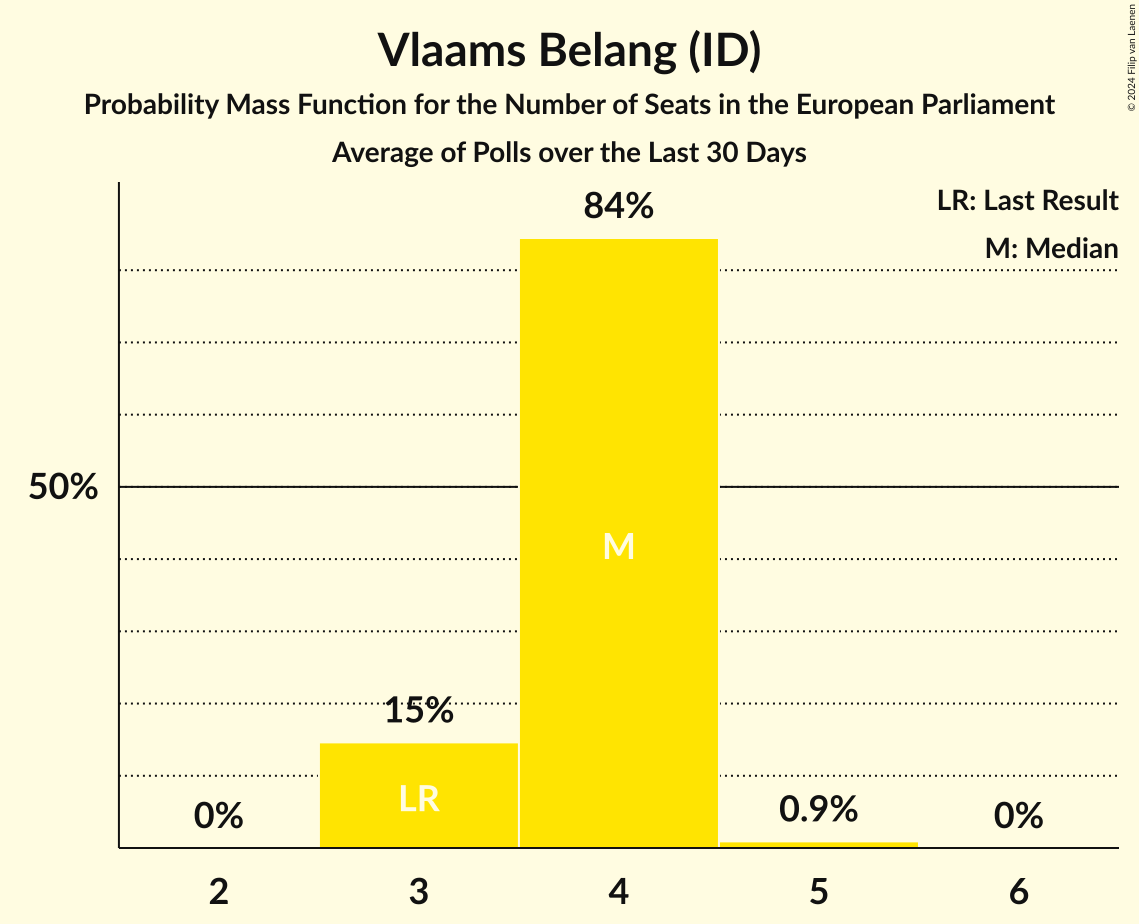 Vlaams Belang (ID)
Probability Mass Function for the Number of Seats in the European Parliament
Average of Polls over the Last 30 Days
© 2024 Filip van Laenen
LR: Last Result
M: Median
84%
50%
M
15%
LR
0%
0.9%
0%
2 3 4 5 6